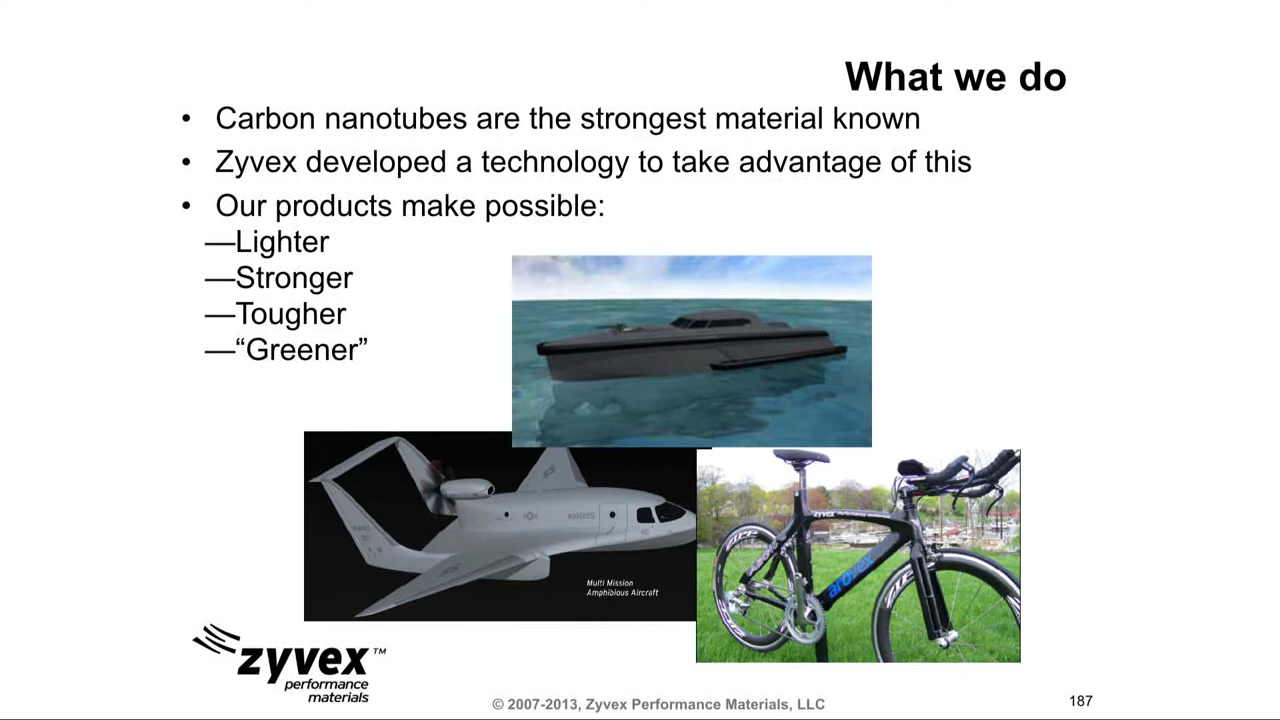 What we do
• Carbon nanotubes are the strongest material known
• Zyvex developed a technology to take advantage of this
• Our products make possible:
—Lighter
—Stronger
—Tougher
—“Greener”
MARINES
Multi Mission
Amphibious Aircraft
zyvex
arovex
ZIPP
zyvex™
performance
materials
© 2007-2013, Zyvex Performance Materials, LLC
187